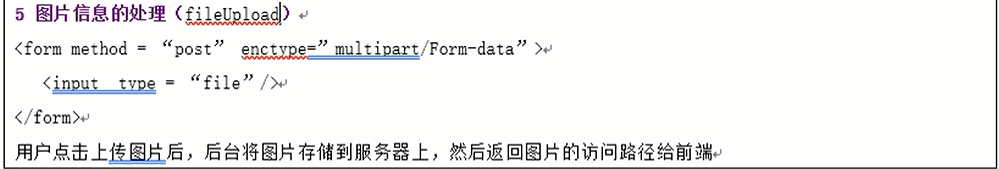 5 图片信息的处理（fileUpload）
<form method = “post” enctype=”multipart/Form-data”>
<input type = “file”/>
</form>
用户点击上传图片后，后台将图片存储到服务器上，然后返回图片的访问路径给前端